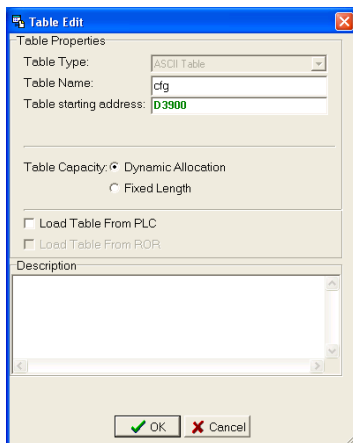 Table Edit
Table Properties
Table Type: ASCII Table
Table Name: cfg
Table starting address: D3900
Table Capacity: Dynamic Allocation
Fixed Length
Load Table From PLC
Load Table From ROR
Description
OK Cancel